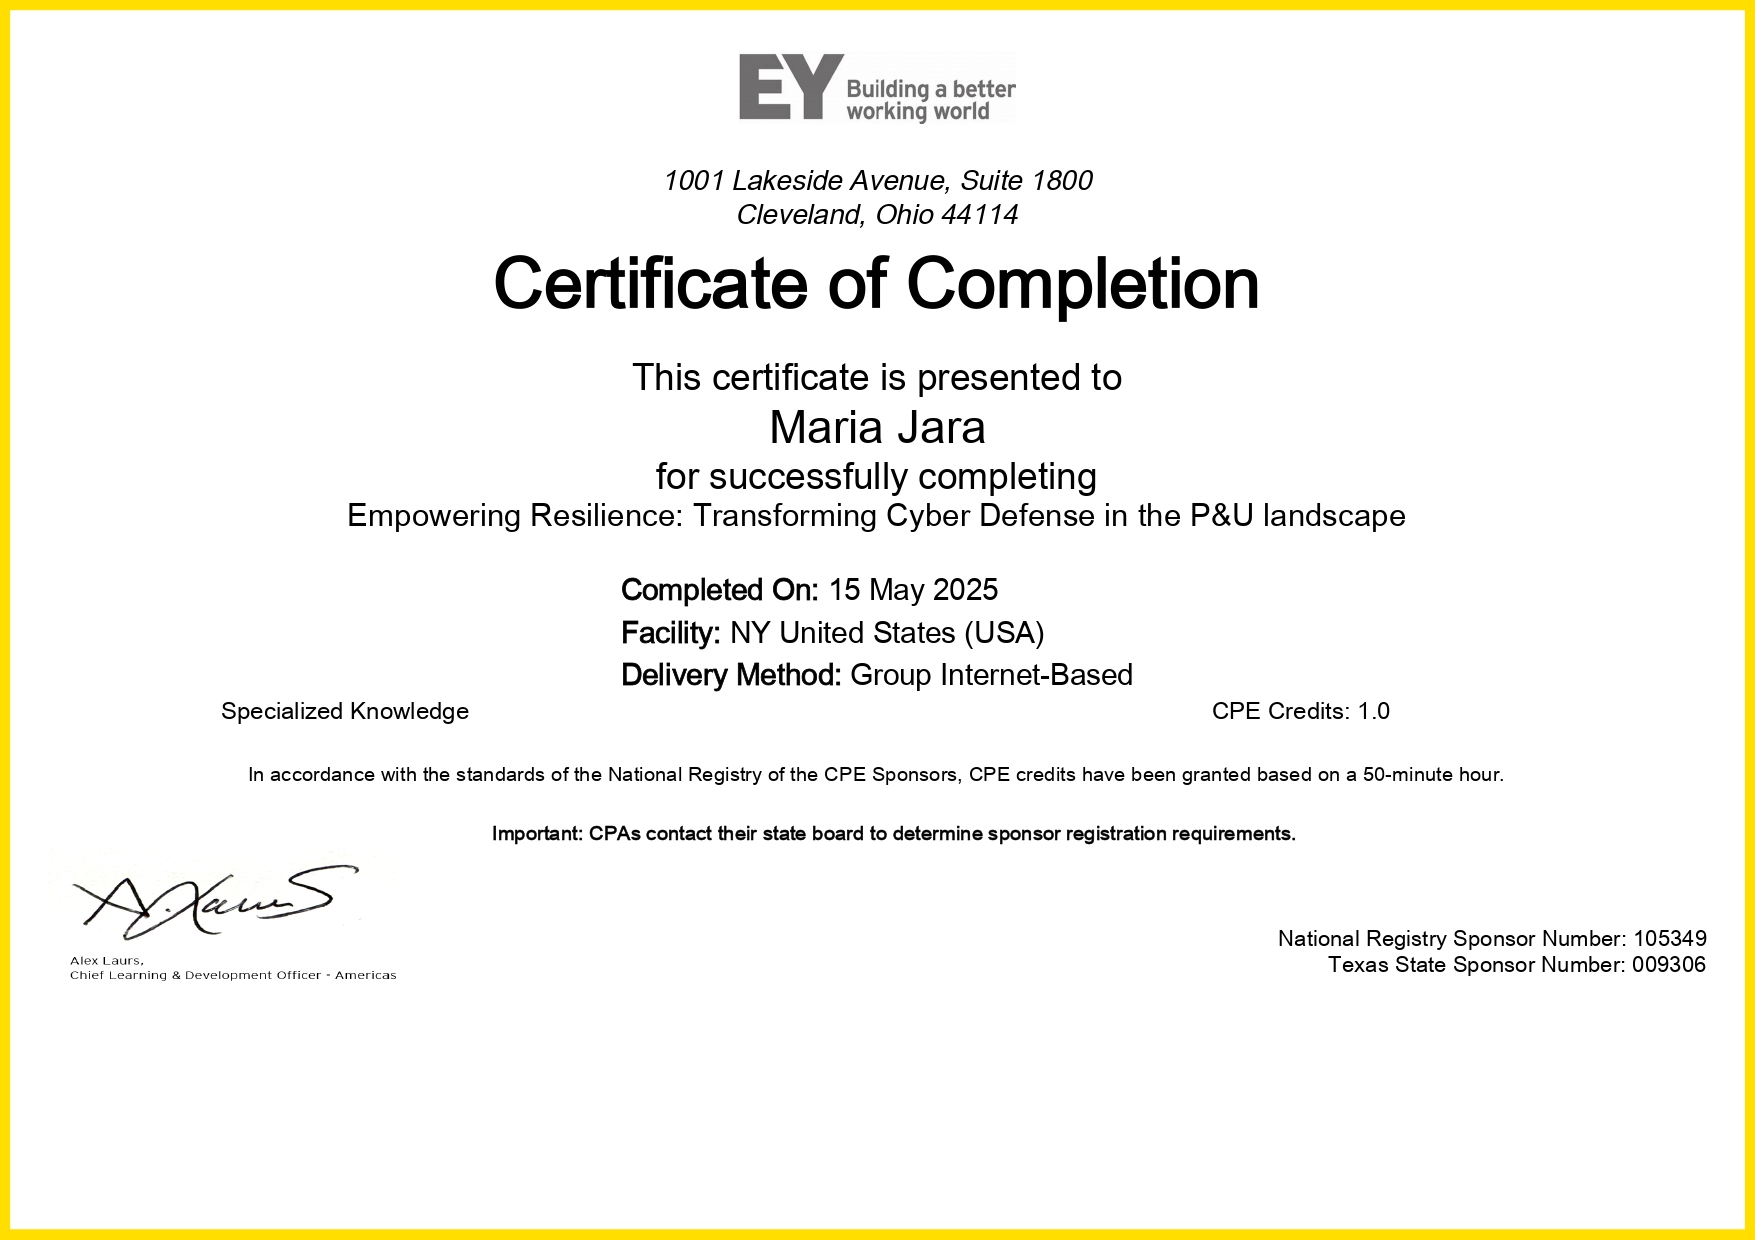 EY Building a better
working world
1001 Lakeside Avenue, Suite 1800
Cleveland, Ohio 44114
Certificate of Completion
This certificate is presented to
Maria Jara
for successfully completing
Empowering Resilience: Transforming Cyber Defense in the P&U landscape
Completed On: 15 May 2025
Facility: NY United States (USA)
Delivery Method: Group Internet-Based
Specialized Knowledge CPE Credits: 1.0
In accordance with the standards of the National Registry of the CPE Sponsors, CPE credits have been granted based on a 50-minute hour.
Important: CPAs contact their state board to determine sponsor registration requirements.
A. Laurs
Alex Laurs,
Chief Learning & Development Officer - Americas
National Registry Sponsor Number: 105349
Texas State Sponsor Number: 009306